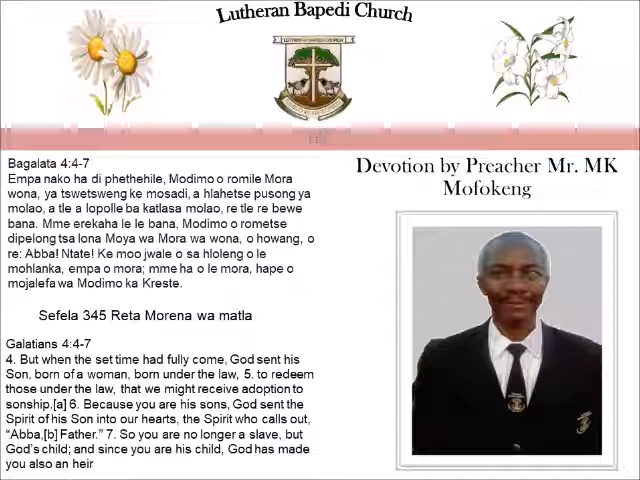 Lutheran Bapedi Church
LUTHERAN BAPEDI CHURCH
Bagalata 4:4-7
Empa nako ha di phethehile, Modimo o romile Mora
wona, ya tswetsweng ke mosadi, a hlahetse pusong ya
molao, a tle a lopolle ba katlasa molao, re tle re bewe
bana. Mme erekaha le le bana, Modimo o rometse
dipelong tsa lona Moya wa Mora wa wona, o howang, o
re: Abba! Ntate! Ke moo jwale o sa hloleng o le
mohlanka, empa o mora; mme ha o le mora, hape o
mojalefa wa Modimo ka Kreste.
Sefela 345 Reta Morena wa matla
Galatians 4:4-7
4. But when the set time had fully come, God sent his
Son, born of a woman, born under the law, 5. to redeem
those under the law, that we might receive adoption to
sonship.[a] 6. Because you are his sons, God sent the
Spirit of his Son into our hearts, the Spirit who calls out,
“Abba,[b] Father.” 7. So you are no longer a slave, but
God’s child; and since you are his child, God has made
you also an heir
Devotion by Preacher Mr. MK
Mofokeng